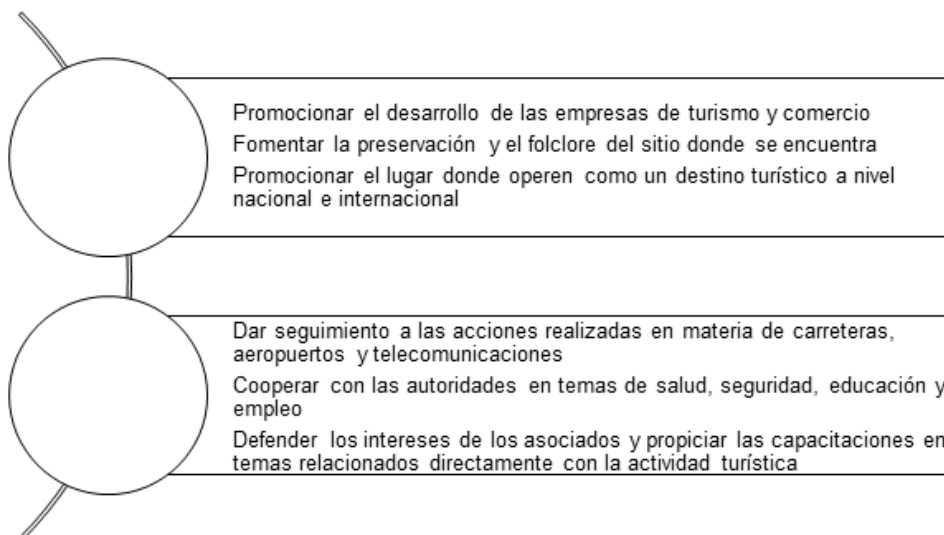 Promocionar el desarrollo de las empresas de turismo y comercio
Fomentar la preservación y el folclore del sitio donde se encuentra
Promocionar el lugar donde operen como un destino turístico a nivel
nacional e internacional
Dar seguimiento a las acciones realizadas en materia de carreteras,
aeropuertos y telecomunicaciones
Cooperar con las autoridades en temas de salud, seguridad, educación y
empleo
Defender los intereses de los asociados y propiciar las capacitaciones en
temas relacionados directamente con la actividad turística